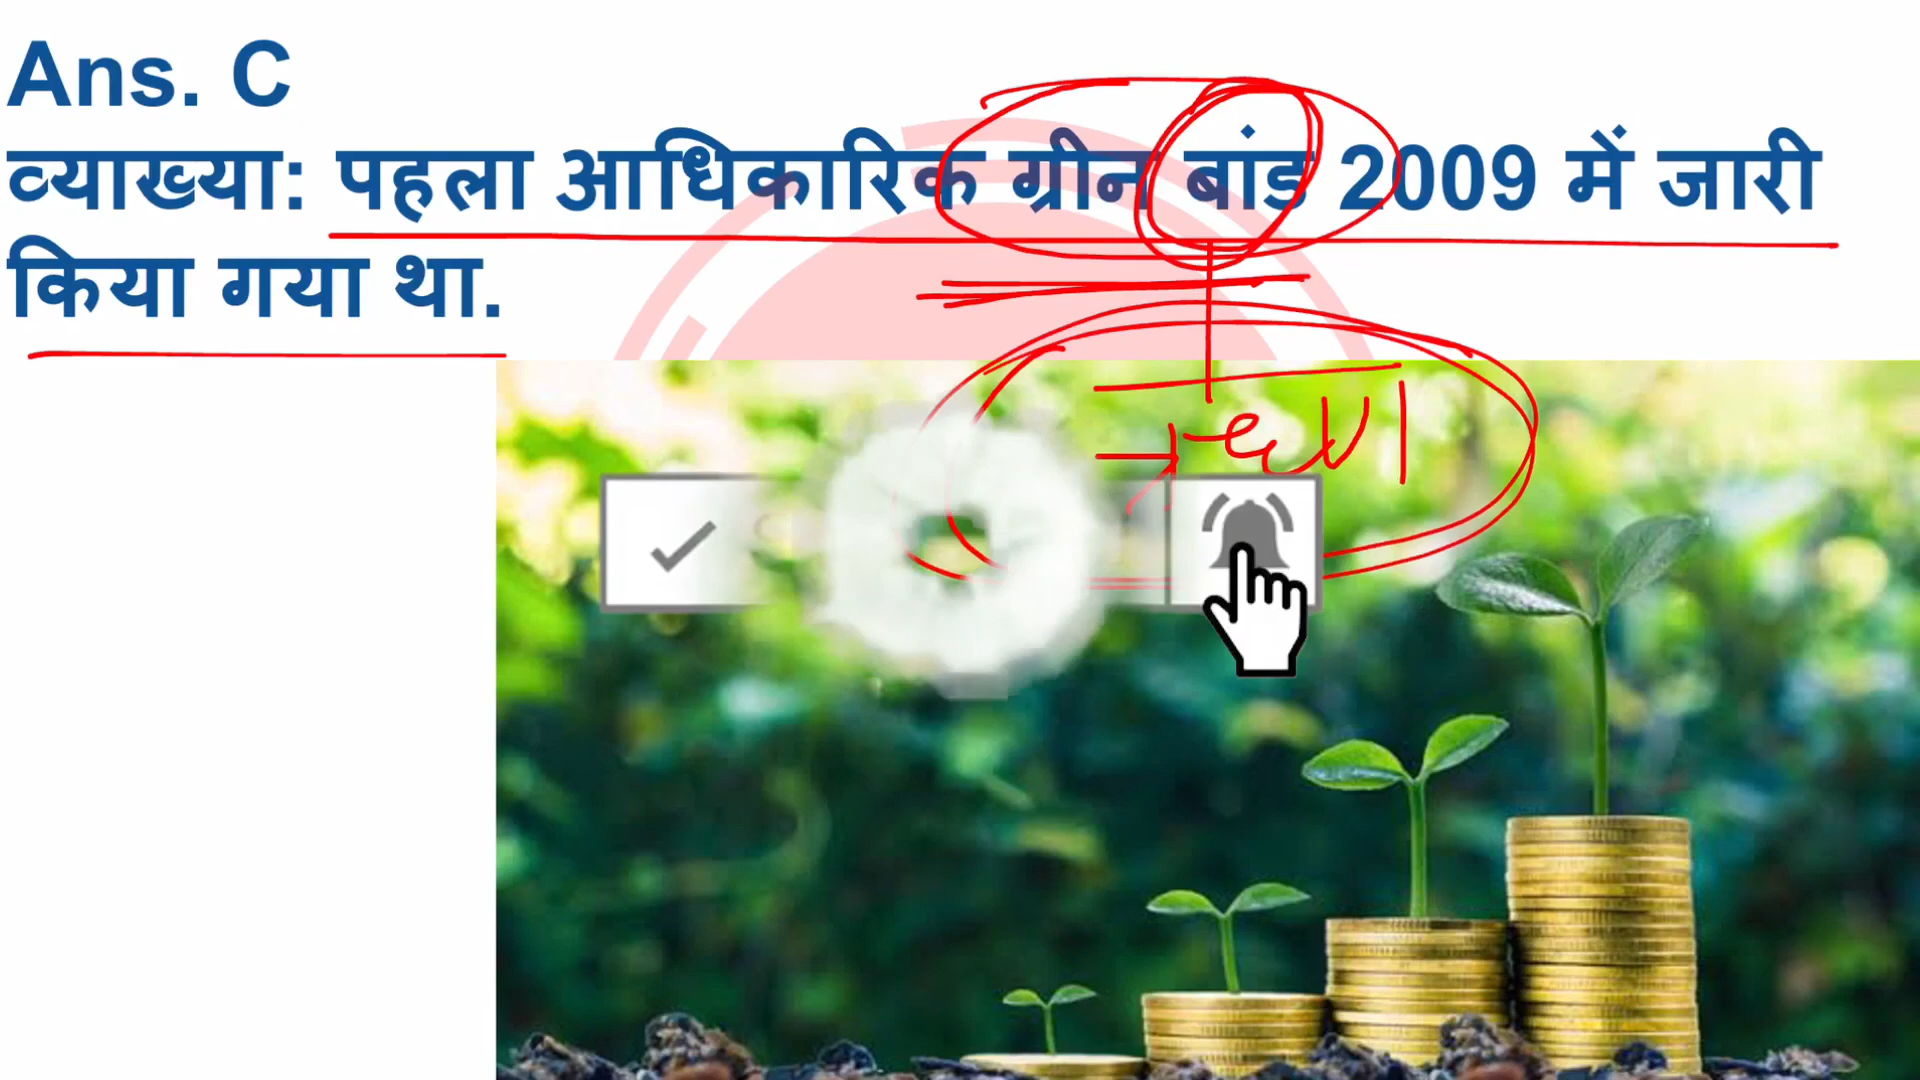 Ans. C
व्याख्या: पहला आधिकारिक ग्रीन बांड 2009 में जारी
किया गया था.